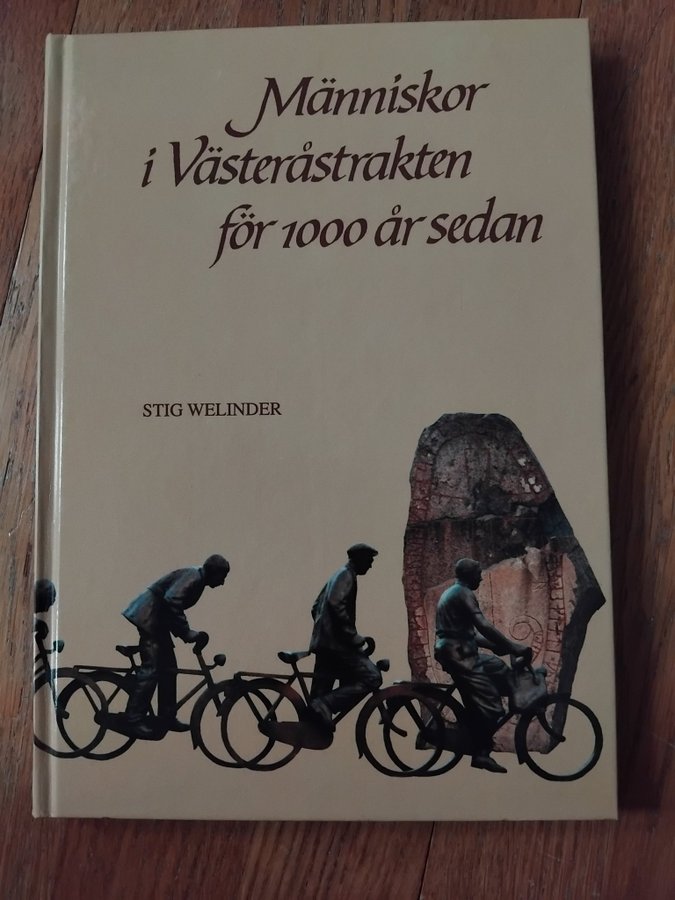 Människor
i Västeråstrakten
för 1000 år sedan
STIG WELINDER